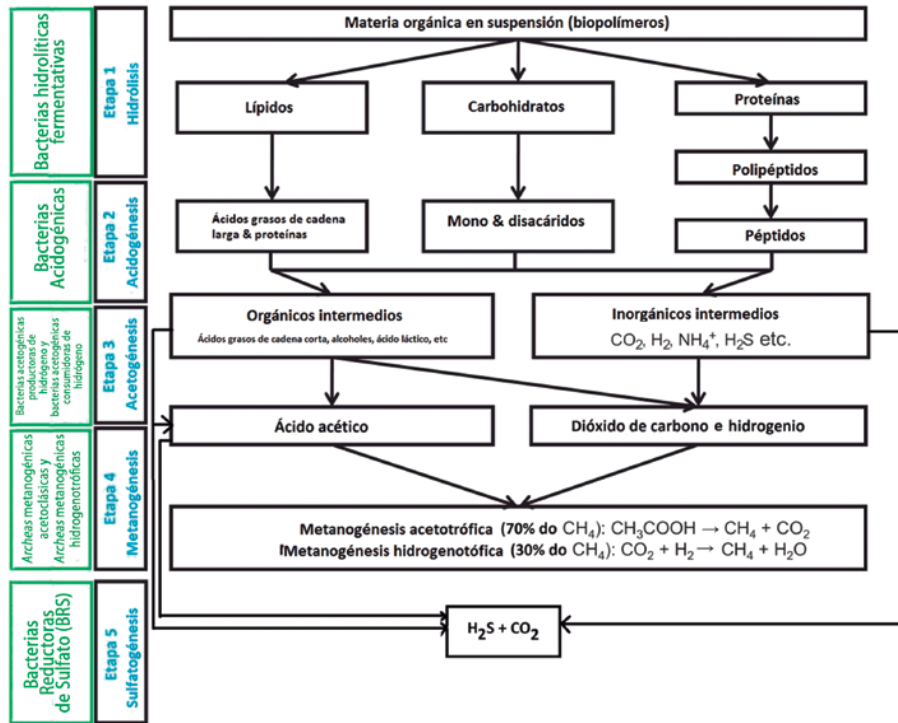 Materia orgánica en suspensión (biopolímeros)
Bacterias hidrolíticas
fermentativas
Etapa 1
Hidrólisis
Lípidos
Carbohidratos
Proteínas
Polipéptidos
Bacterias
Acidogénicas
Etapa 2
Acidogénesis
Ácidos grasos de cadena
larga & proteínas
Mono & disacáridos
Péptidos
Bacterias acetogénicas
productoras de
hidrógeno y
bacterias acetogénicas
consumidoras de
hidrógeno
Etapa 3
Acetogénesis
Orgánicos intermedios
Ácidos grasos de cadena corta, alcoholes, ácido láctico, etc
Inorgánicos intermedios
CO₂, H₂, NH₄⁺, H₂S etc.
Ácido acético
Dióxido de carbono e hidrogenio
Archeas metanogénicas
acetoclásicas y
Archeas metanogénicas
hidrogenotróficas
Etapa 4
Metanogénesis
Metanogénesis acetotrófica (70% do CH₄): CH₃COOH → CH₄ + CO₂
Metanogénesis hidrogenotófica (30% do CH₄): CO₂ + H₂ → CH₄ + H₂O
Bacterias
Reductoras
de Sulfato (BRS)
Etapa 5
Sulfatogénesis
H₂S + CO₂